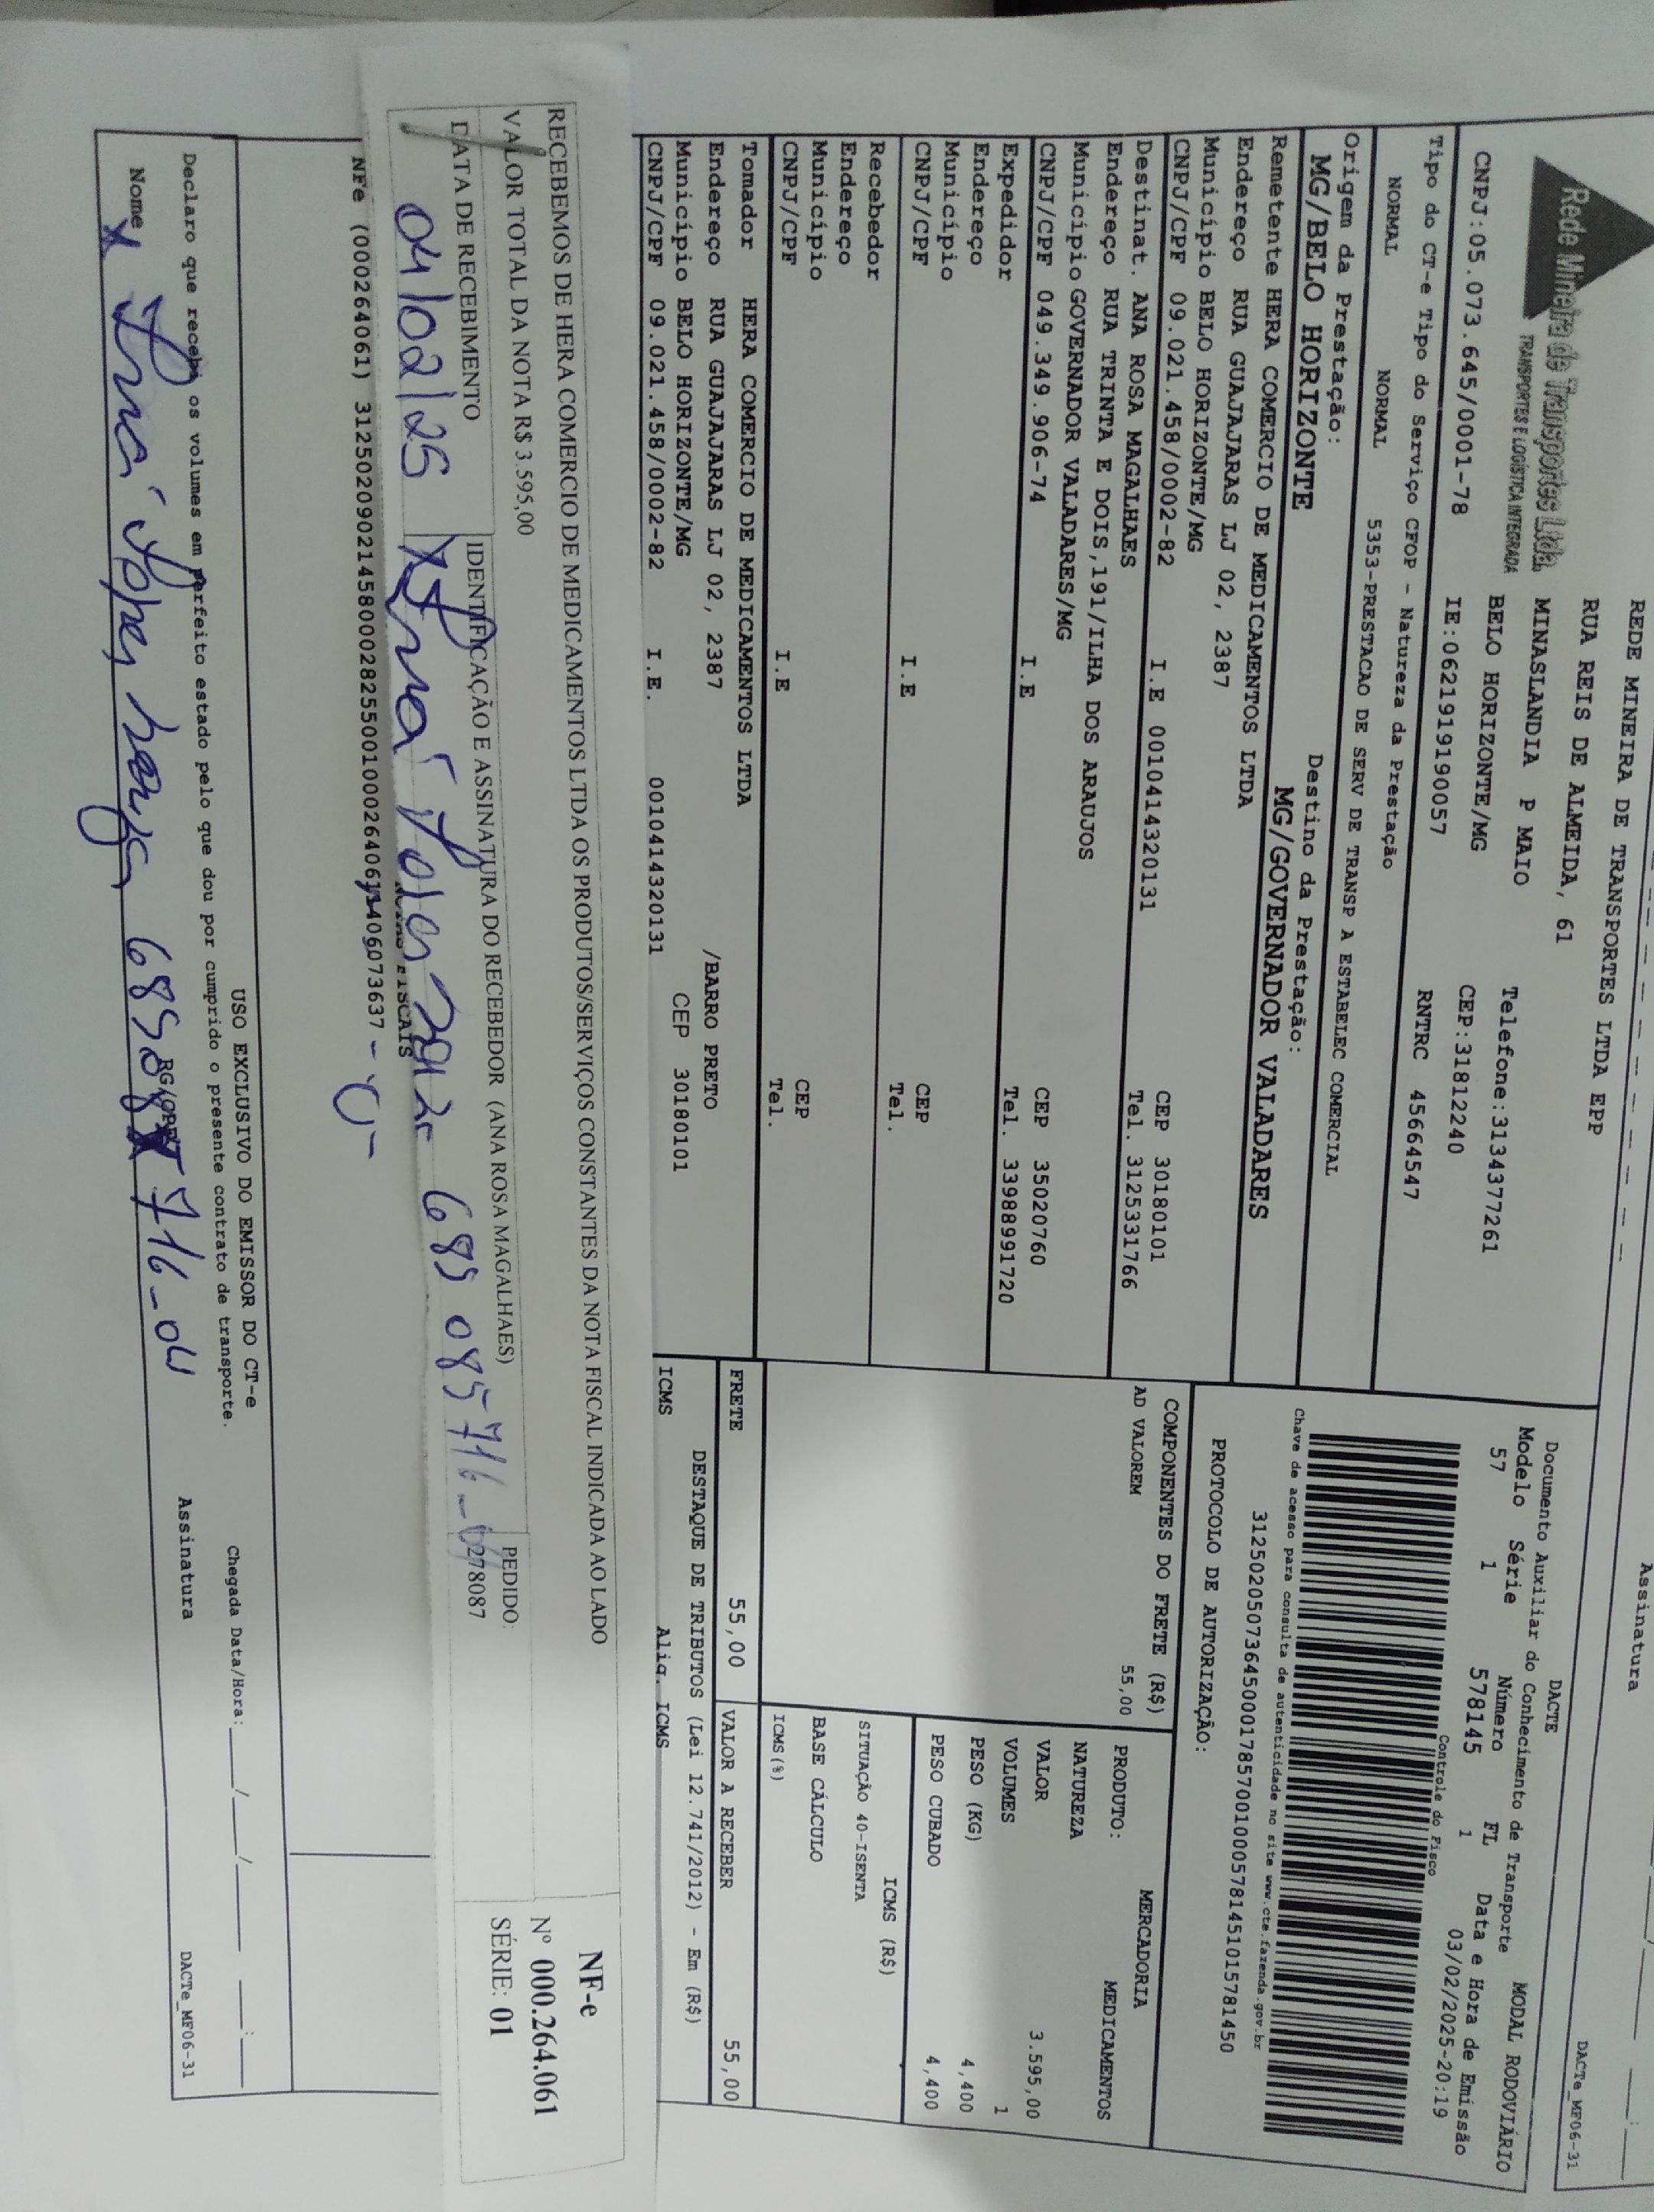 Assinatura
DACTe_MF06-31
Rede Mineira de Transportes Ltda.
TRANSPORTES E LOGÍSTICA INTEGRADA
CNPJ:05.073.645/0001-78
REDE MINEIRA DE TRANSPORTES LTDA EPP
RUA REIS DE ALMEIDA, 61
MINASLANDIA P MAIO
Telefone:3134377261
BELO HORIZONTE/MG
CEP:31812240
IE:0621919190057
RNTRC 45664547
DACTE
Documento Auxiliar do Conhecimento de Transporte
MODAL RODOVIÁRIO
Modelo Série Número FL Data e Hora de Emissão
57 1 578145 1 03/02/2025-20:19
Controle do Fisco
Tipo do CT-e Tipo do Serviço CFOP - Natureza da Prestação
NORMAL NORMAL 5353-PRESTACAO DE SERV DE TRANSP A ESTABELEC COMERCIAL
Chave de acesso para consulta de autenticidade no site www.cte.fazenda.gov.br
31250205073645000178570010005781451015781450
PROTOCOLO DE AUTORIZAÇÃO:
Origem da Prestação: Destino da Prestação:
MG/BELO HORIZONTE MG/GOVERNADOR VALADARES
Remetente HERA COMERCIO DE MEDICAMENTOS LTDA
Endereço RUA GUAJAJARAS LJ 02, 2387
Município BELO HORIZONTE/MG CEP 30180101
CNPJ/CPF 09.021.458/0002-82 I.E 0010414320131 Tel. 3125331766
Destinat. ANA ROSA MAGALHAES
Endereço RUA TRINTA E DOIS,191/ILHA DOS ARAUJOS
Município GOVERNADOR VALADARES/MG CEP 35020760
CNPJ/CPF 049.349.906-74 I.E Tel. 33988991720
Expedidor
Endereço
Município CEP
CNPJ/CPF I.E Tel.
Recebedor
Endereço
Município CEP
CNPJ/CPF I.E Tel.
Tomador HERA COMERCIO DE MEDICAMENTOS LTDA
Endereço RUA GUAJAJARAS LJ 02, 2387 /BARRO PRETO
Município BELO HORIZONTE/MG CEP 30180101
CNPJ/CPF 09.021.458/0002-82 I.E. 0010414320131
COMPONENTES DO FRETE (R$)
AD VALOREM 55,00
MERCADORIA
PRODUTO: MEDICAMENTOS
NATUREZA
VALOR 3.595,00
VOLUMES 1
PESO (KG) 4,400
PESO CUBADO 4,400
ICMS (R$)
SITUAÇÃO 40-ISENTA
BASE CÁLCULO
ICMS(%)
FRETE 55,00 VALOR A RECEBER 55,00
DESTAQUE DE TRIBUTOS (Lei 12.741/2012) - Em (R$)
ICMS Aliq. ICMS
RECEBEMOS DE HERA COMERCIO DE MEDICAMENTOS LTDA OS PRODUTOS/SERVIÇOS CONSTANTES DA NOTA FISCAL INDICADA AO LADO
VALOR TOTAL DA NOTA R$ 3.595,00
DATA DE RECEBIMENTO
04/02/25
IDENTIFICAÇÃO E ASSINATURA DO RECEBEDOR (ANA ROSA MAGALHAES)
689 085 716_04
PEDIDO:
278087
NF-e
Nº 000.264.061
SÉRIE: 01
NOTAS FISCAIS
NFe (000264061)
USO EXCLUSIVO DO EMISSOR DO CT-e
Chegada Data/Hora: ____/____/____ __:__
Declaro que recebi os volumes em perfeito estado pelo que dou por cumprido o presente contrato de transporte.
Nome
RG/CPF
716_04
Assinatura
DACTe_MF06-31